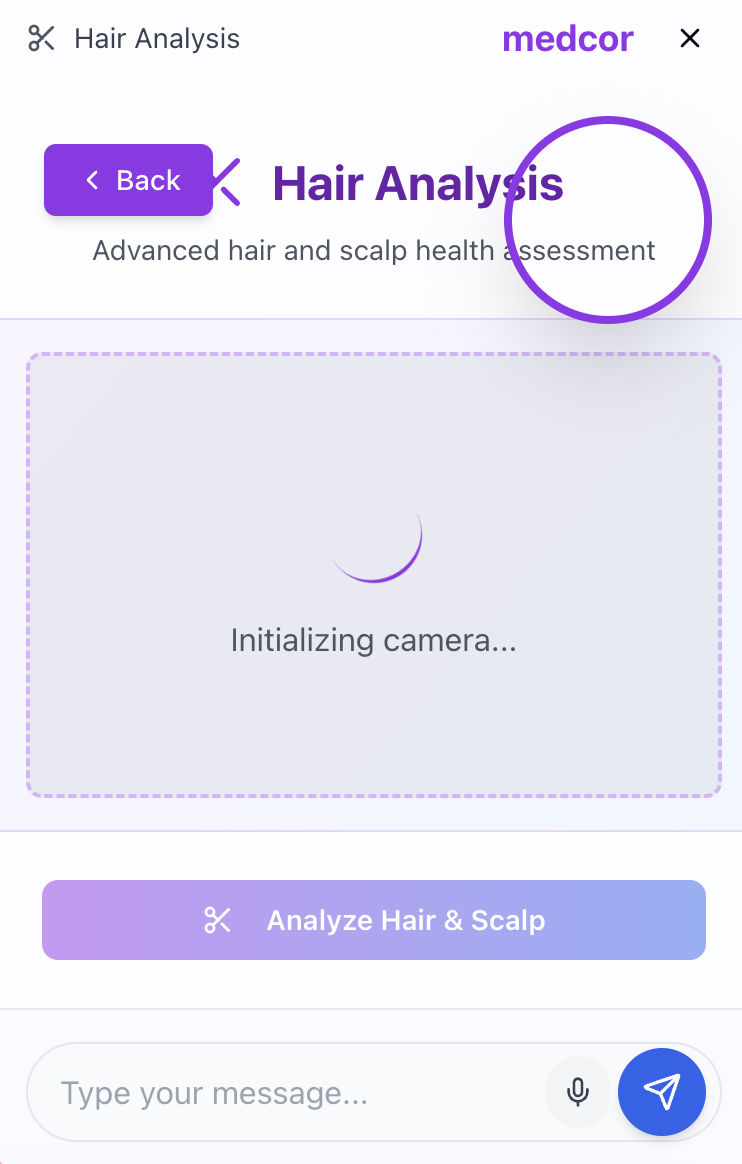 Hair Analysis
medcor
Back
Hair Analysis
Advanced hair and scalp health assessment
Initializing camera...
Analyze Hair & Scalp
Type your message...